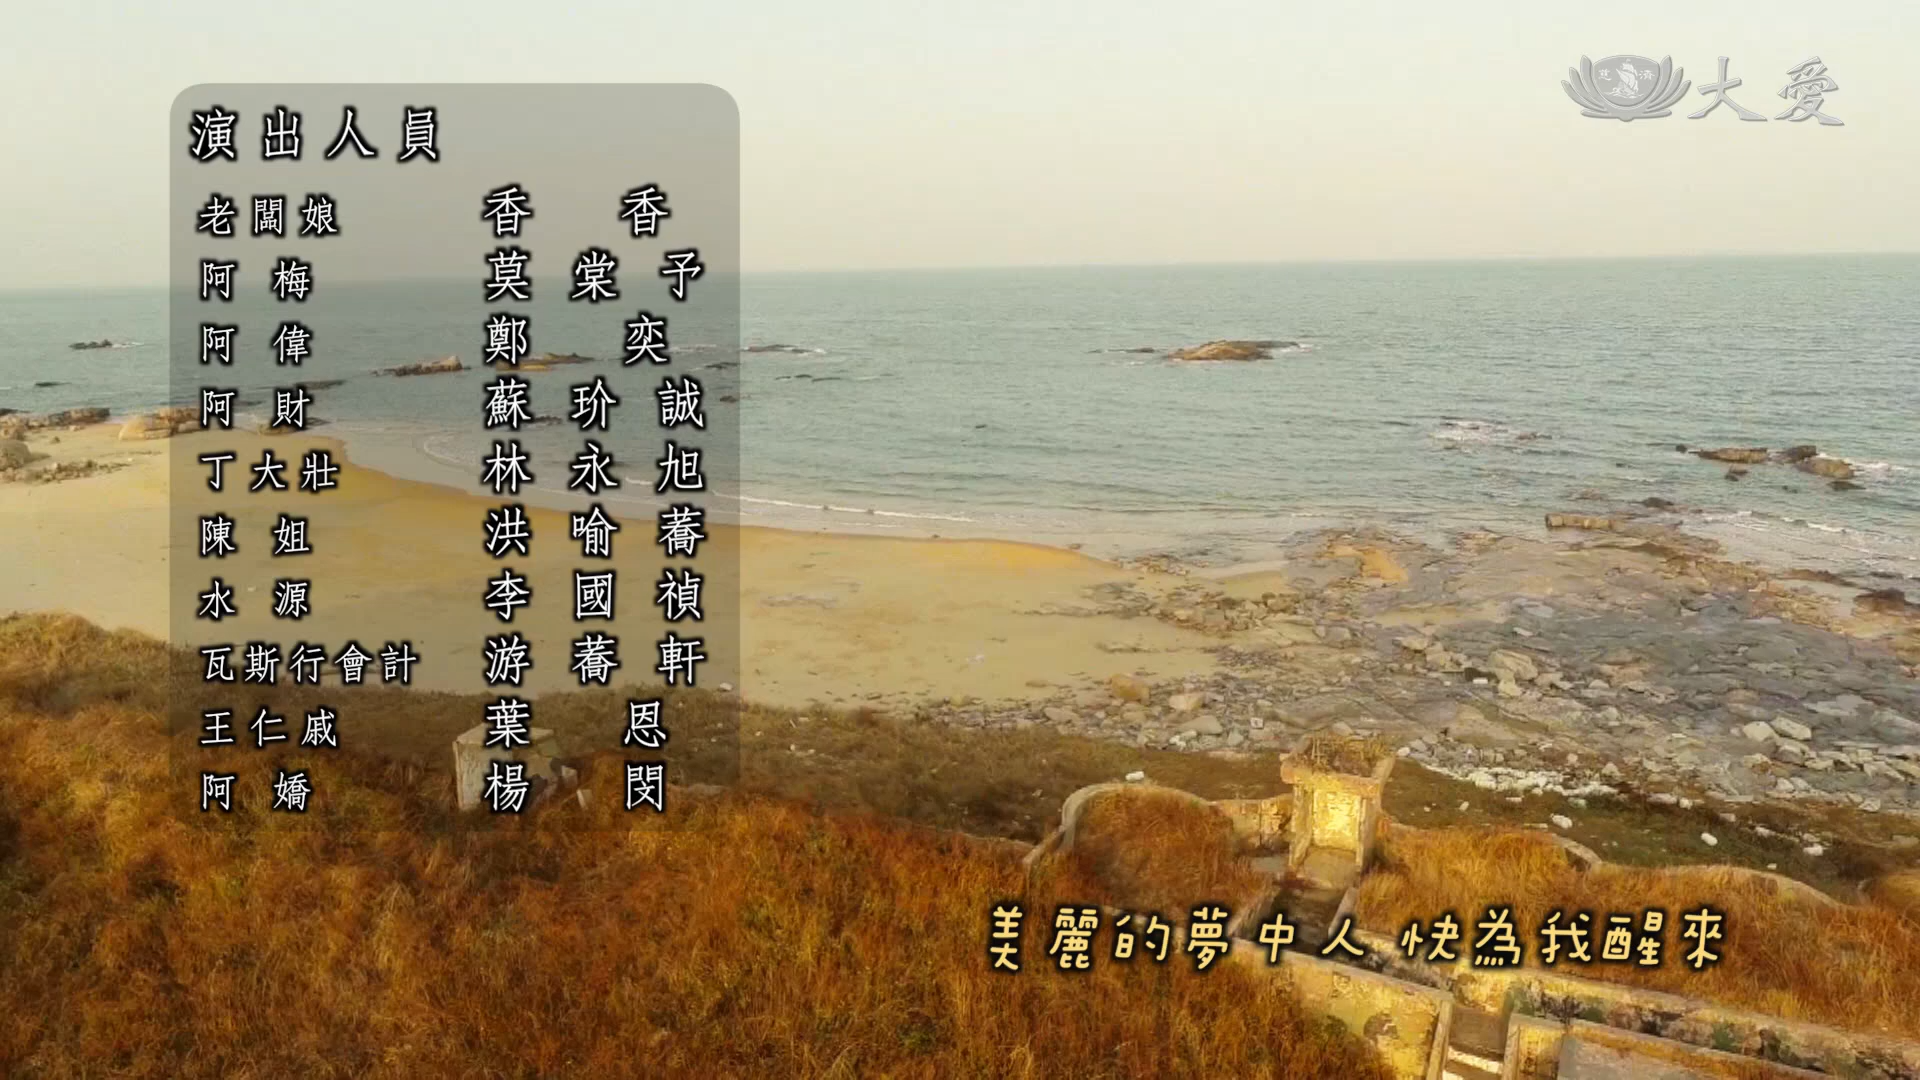 慈濟 大愛
演出人員
老闆娘 香香
阿梅 莫棠予
阿偉 鄭奕
阿財 蘇玠誠
丁大壯 林永旭
陳姐 洪喻蕎
水源 李國禎
瓦斯行會計 游蕎軒
王仁戚 葉恩
阿嬌 楊閔
美麗的夢中人 快為我醒來